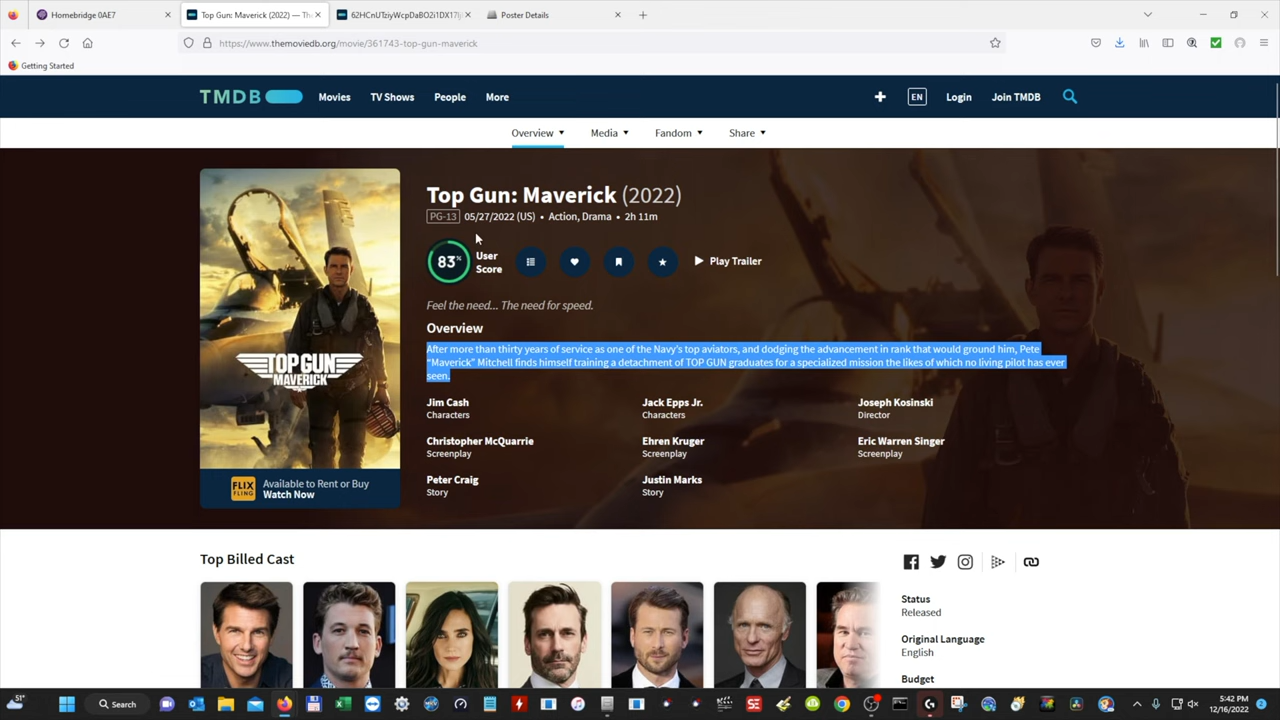 Homebridge 0AE7
Top Gun: Maverick (2022) — Th
62HCnUTziyWcpDaBO2i1DX17lj
Poster Details
https://www.themoviedb.org/movie/361743-top-gun-maverick
Getting Started
TMDB
Movies
TV Shows
People
More
EN
Login
Join TMDB
Overview
Media
Fandom
Share
Top Gun: Maverick (2022)
PG-13 05/27/2022 (US) • Action, Drama • 2h 11m
83%
User
Score
Play Trailer
Feel the need... The need for speed.
Overview
After more than thirty years of service as one of the Navy's top aviators, and dodging the advancement in rank that would ground him, Pete
“Maverick” Mitchell finds himself training a detachment of TOP GUN graduates for a specialized mission the likes of which no living pilot has ever
seen.
TOP GUN
MAVERICK
Jim Cash
Characters
Jack Epps Jr.
Characters
Joseph Kosinski
Director
Christopher McQuarrie
Screenplay
Ehren Kruger
Screenplay
Eric Warren Singer
Screenplay
Peter Craig
Story
Justin Marks
Story
FLIX
FLING
Available to Rent or Buy
Watch Now
Top Billed Cast
Status
Released
Original Language
English
Budget
51°
Search
5:42 PM
12/16/2022